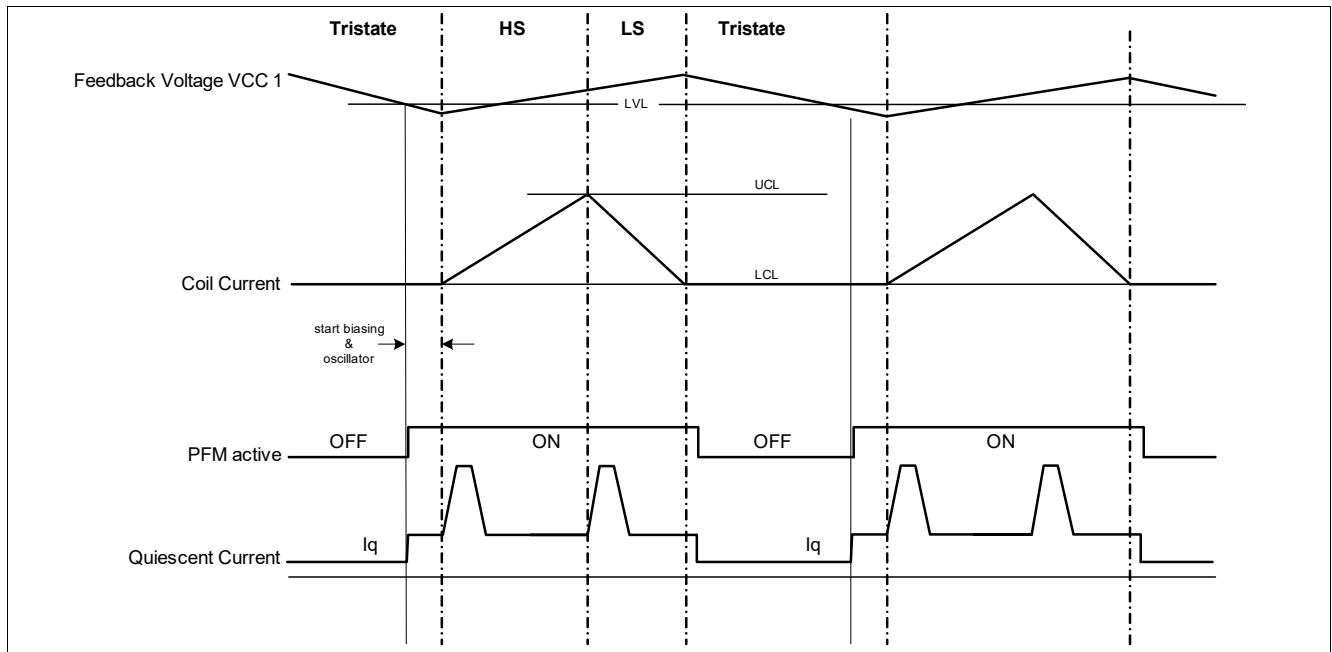 Tristate HS LS Tristate
Feedback Voltage VCC 1
LVL
UCL
Coil Current
LCL
start biasing
&
oscillator
PFM active
OFF ON OFF ON
Quiescent Current
Iq Iq